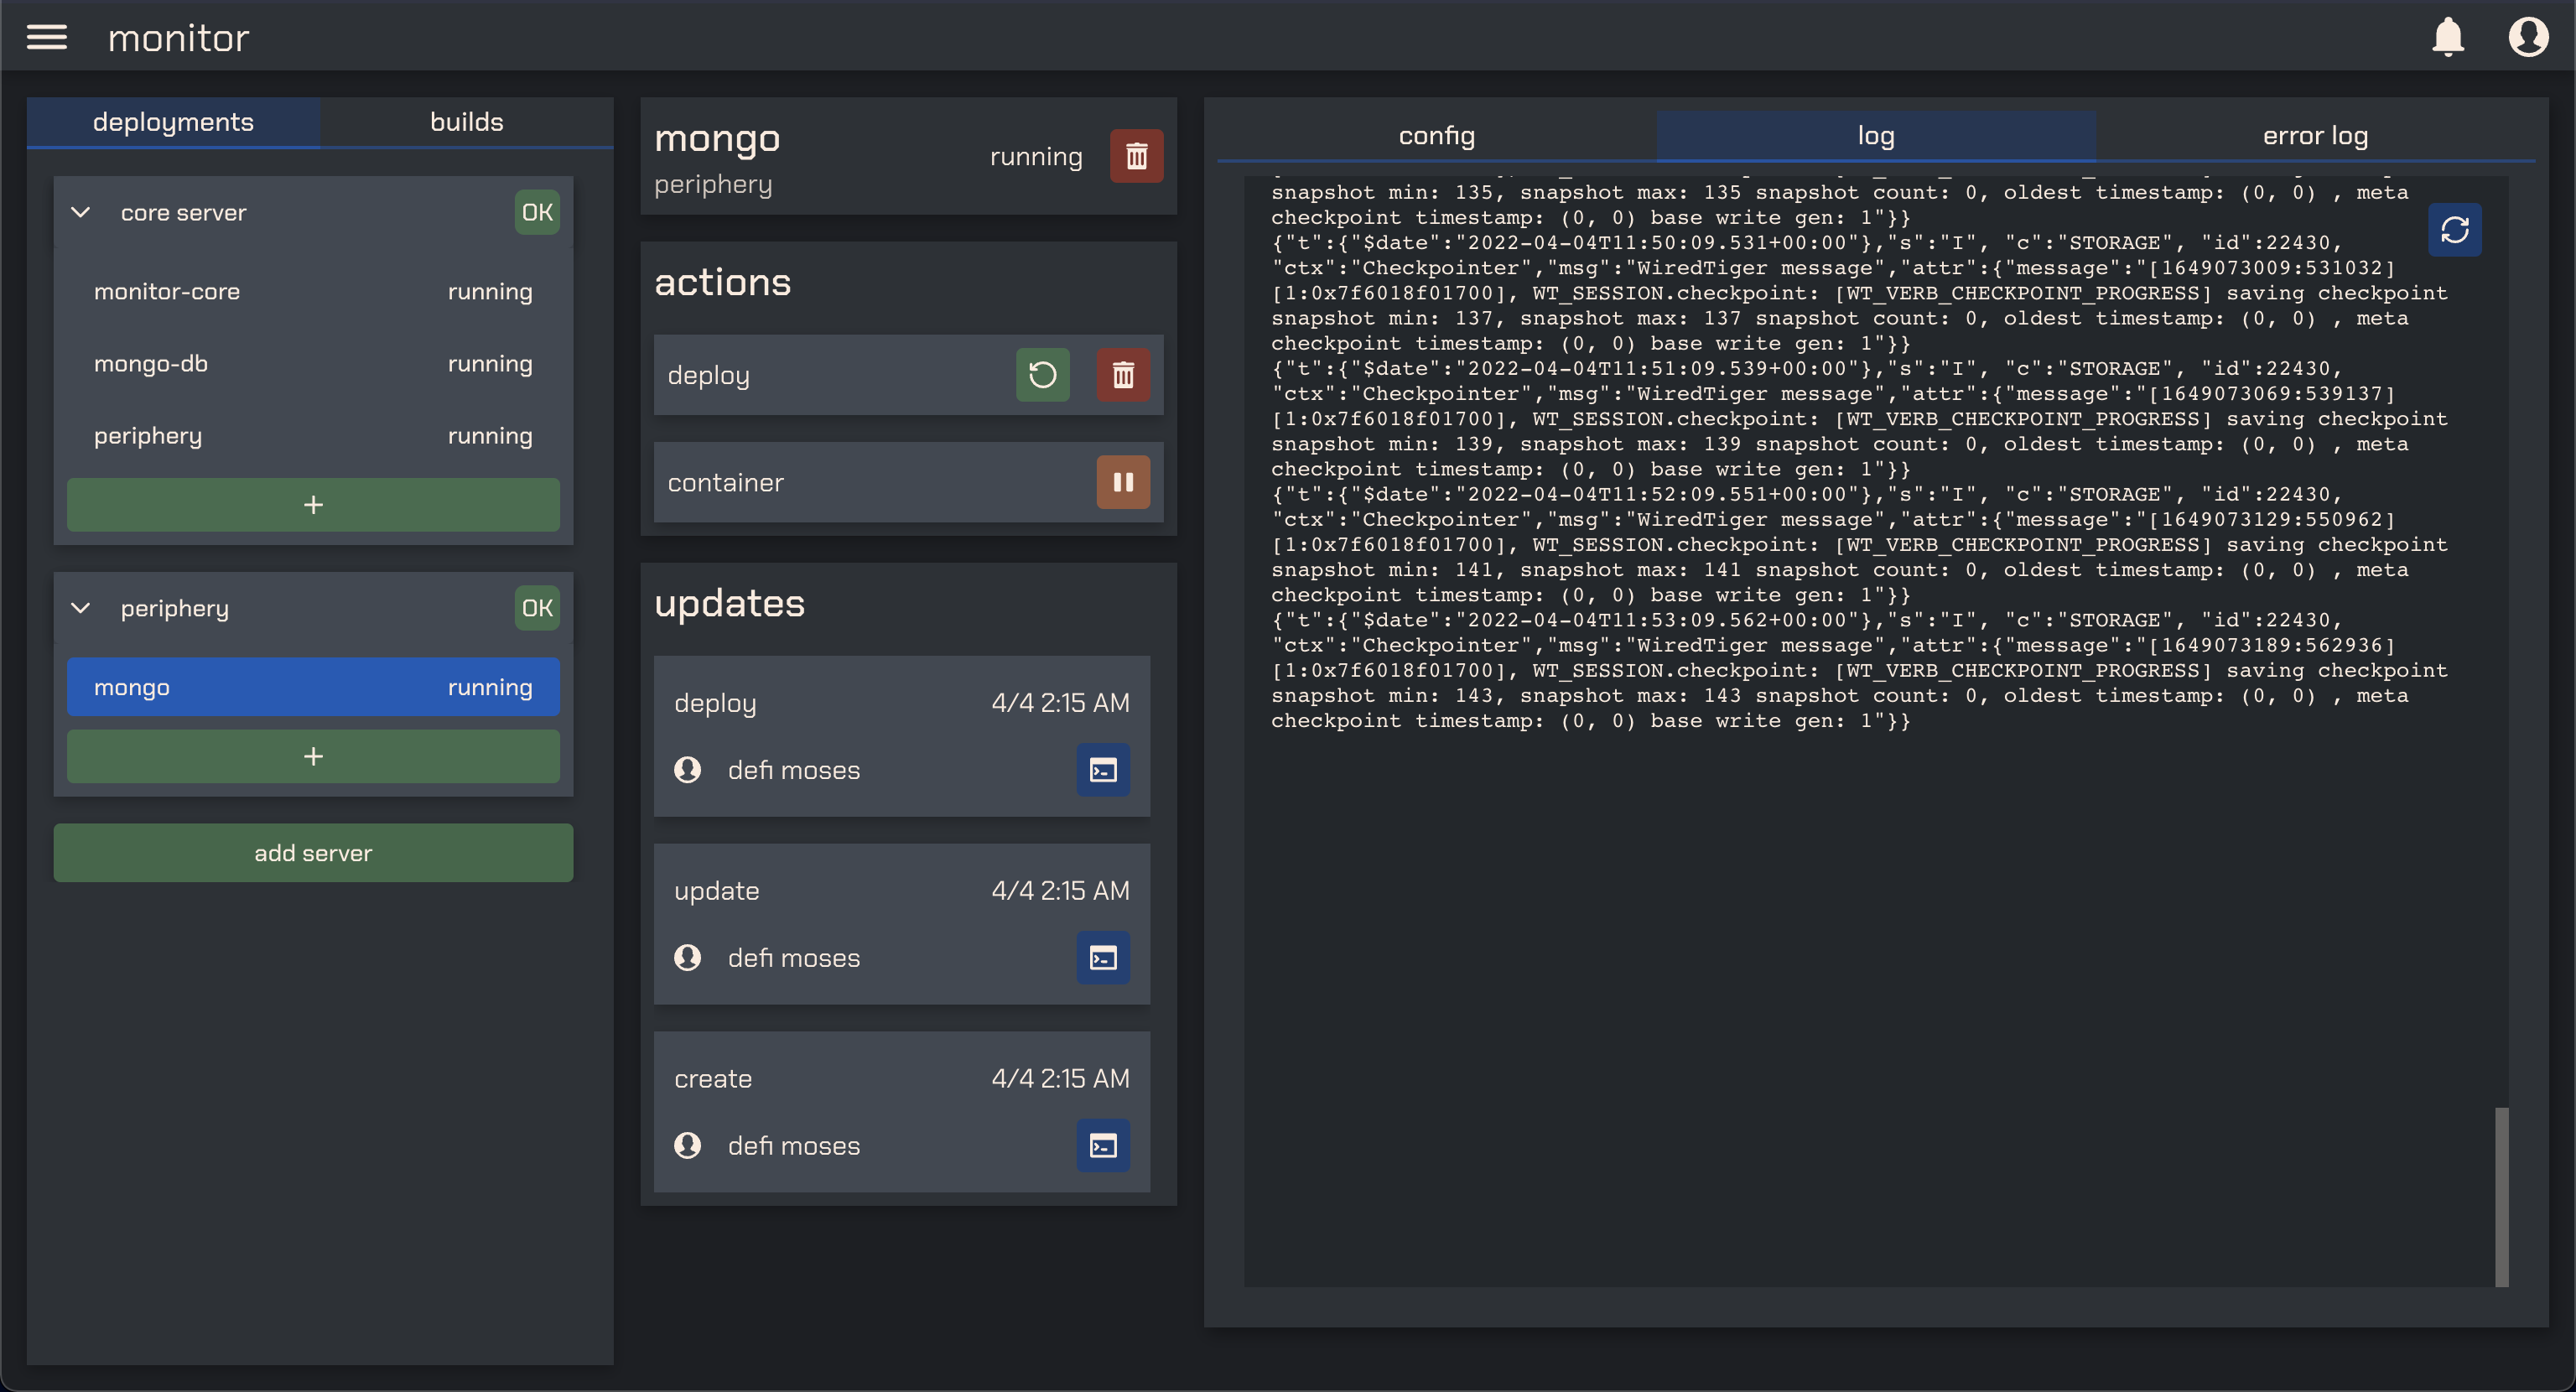 monitor
deployments
builds
core server
OK
monitor-core
running
mongo-db
running
periphery
running
+
periphery
OK
mongo
running
+
add server
mongo
running
periphery
actions
deploy
container
updates
deploy
4/4 2:15 AM
defi moses
update
4/4 2:15 AM
defi moses
create
4/4 2:15 AM
defi moses
config
log
error log
snapshot min: 135, snapshot max: 135 snapshot count: 0, oldest timestamp: (0, 0) , meta
checkpoint timestamp: (0, 0) base write gen: 1"}}
{"t":{"$date":"2022-04-04T11:50:09.531+00:00"},"s":"I", "c":"STORAGE", "id":22430,
"ctx":"Checkpointer","msg":"WiredTiger message","attr":{"message":"[1649073009:531032]
[1:0x7f6018f01700], WT_SESSION.checkpoint: [WT_VERB_CHECKPOINT_PROGRESS] saving checkpoint
snapshot min: 137, snapshot max: 137 snapshot count: 0, oldest timestamp: (0, 0) , meta
checkpoint timestamp: (0, 0) base write gen: 1"}}
{"t":{"$date":"2022-04-04T11:51:09.539+00:00"},"s":"I", "c":"STORAGE", "id":22430,
"ctx":"Checkpointer","msg":"WiredTiger message","attr":{"message":"[1649073069:539137]
[1:0x7f6018f01700], WT_SESSION.checkpoint: [WT_VERB_CHECKPOINT_PROGRESS] saving checkpoint
snapshot min: 139, snapshot max: 139 snapshot count: 0, oldest timestamp: (0, 0) , meta
checkpoint timestamp: (0, 0) base write gen: 1"}}
{"t":{"$date":"2022-04-04T11:52:09.551+00:00"},"s":"I", "c":"STORAGE", "id":22430,
"ctx":"Checkpointer","msg":"WiredTiger message","attr":{"message":"[1649073129:550962]
[1:0x7f6018f01700], WT_SESSION.checkpoint: [WT_VERB_CHECKPOINT_PROGRESS] saving checkpoint
snapshot min: 141, snapshot max: 141 snapshot count: 0, oldest timestamp: (0, 0) , meta
checkpoint timestamp: (0, 0) base write gen: 1"}}
{"t":{"$date":"2022-04-04T11:53:09.562+00:00"},"s":"I", "c":"STORAGE", "id":22430,
"ctx":"Checkpointer","msg":"WiredTiger message","attr":{"message":"[1649073189:562936]
[1:0x7f6018f01700], WT_SESSION.checkpoint: [WT_VERB_CHECKPOINT_PROGRESS] saving checkpoint
snapshot min: 143, snapshot max: 143 snapshot count: 0, oldest timestamp: (0, 0) , meta
checkpoint timestamp: (0, 0) base write gen: 1"}}